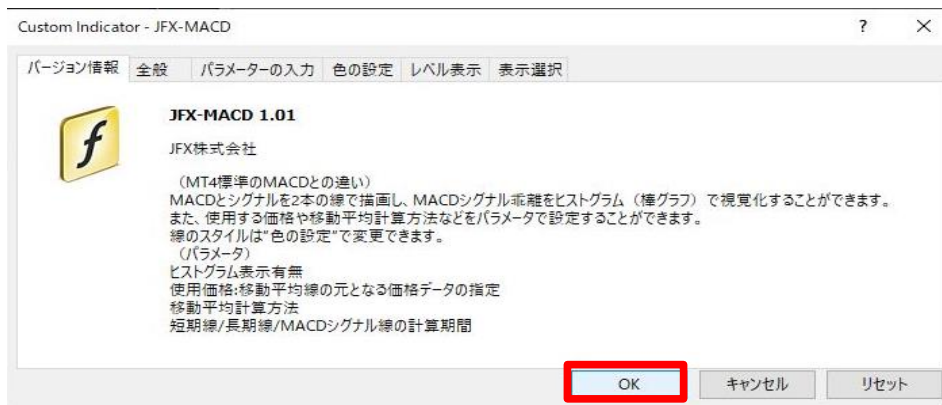 Custom Indicator - JFX-MACD ? ×
バージョン情報 全般 パラメーターの入力 色の設定 レベル表示 表示選択
f
JFX-MACD 1.01
JFX株式会社
（MT4標準のMACDとの違い）
MACDとシグナルを2本の線で描画し、MACDシグナル乖離をヒストグラム（棒グラフ）で視覚化することができます。
また、使用する価格や移動平均計算方法などをパラメータで設定することができます。
線のスタイルは"色の設定"で変更できます。
（パラメータ）
ヒストグラム表示有無
使用価格:移動平均線の元となる価格データの指定
移動平均計算方法
短期線/長期線/MACDシグナル線の計算期間
OK キャンセル リセット